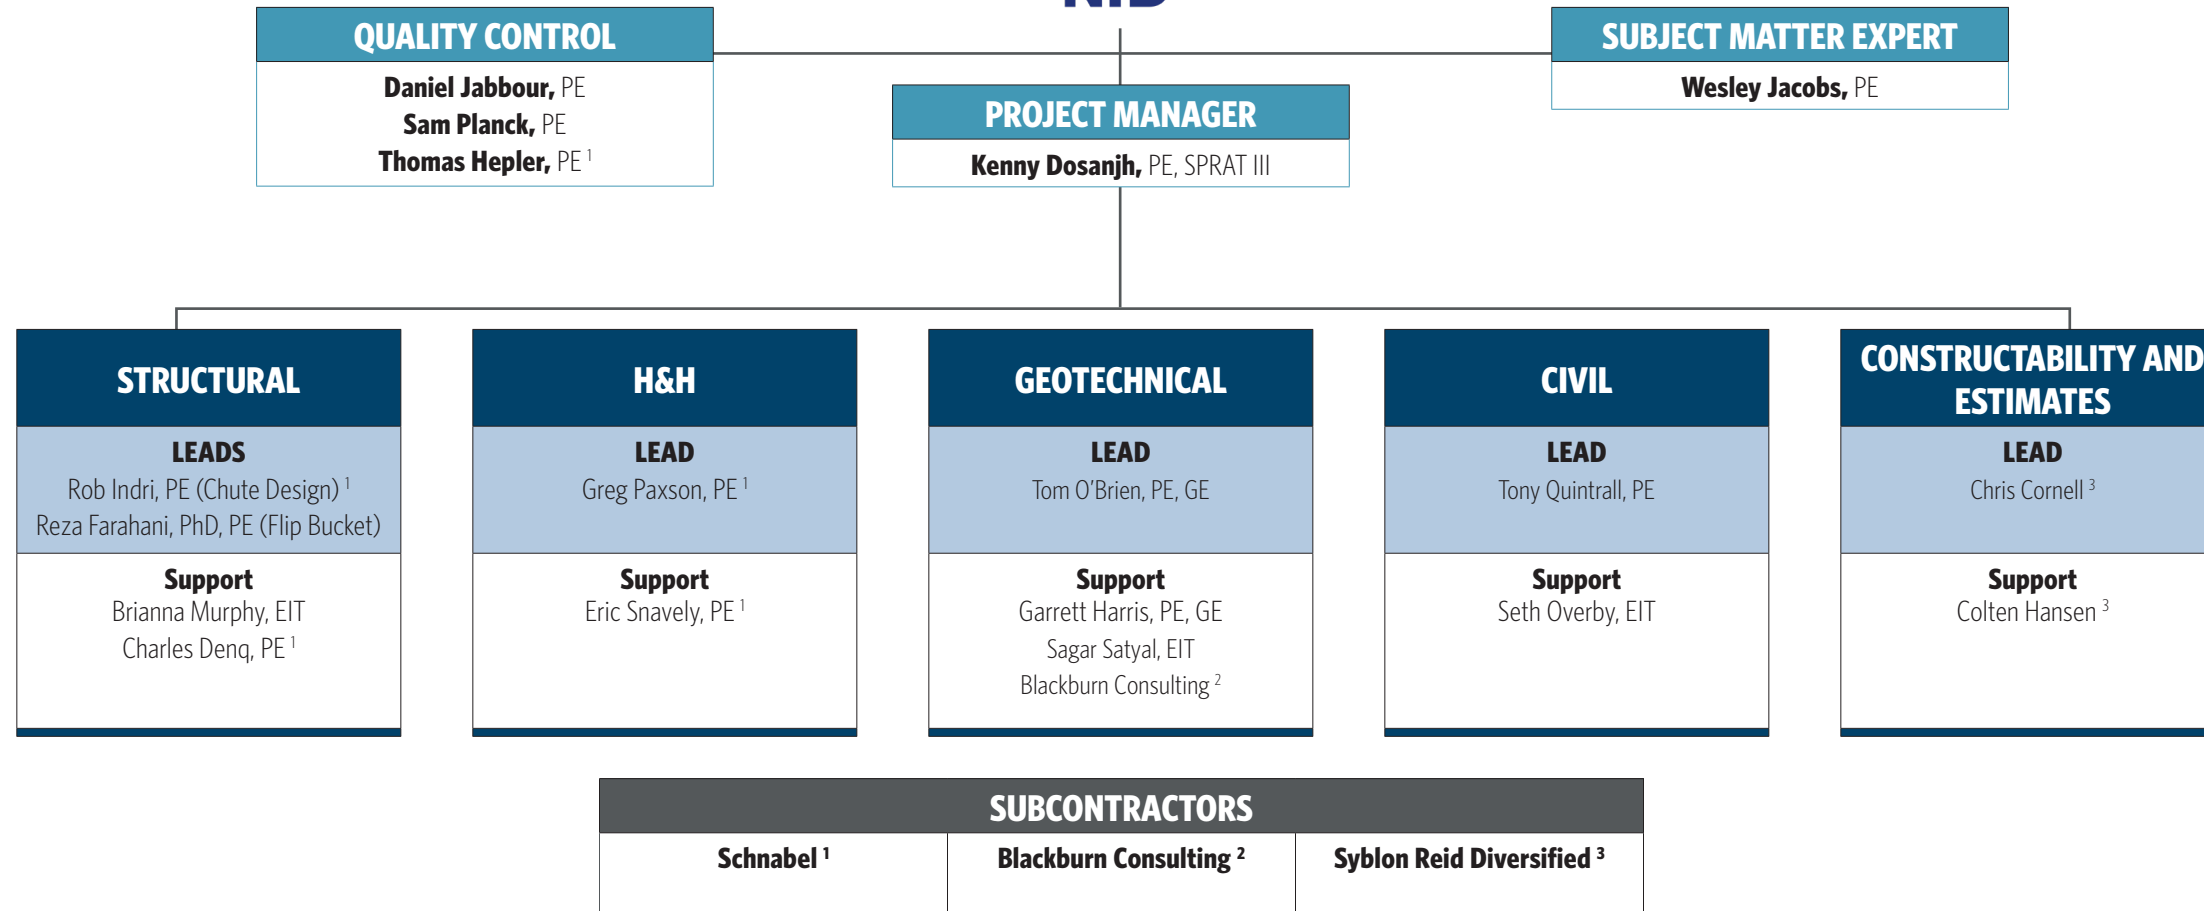 NID
QUALITY CONTROL
Daniel Jabbour, PE
Sam Planck, PE
Thomas Hepler, PE 1
SUBJECT MATTER EXPERT
Wesley Jacobs, PE
PROJECT MANAGER
Kenny Dosanjh, PE, SPRAT III
STRUCTURAL
LEADS
Rob Indri, PE (Chute Design) 1
Reza Farahani, PhD, PE (Flip Bucket)
Support
Brianna Murphy, EIT
Charles Denq, PE 1
H&H
LEAD
Greg Paxson, PE 1
Support
Eric Snavely, PE 1
GEOTECHNICAL
LEAD
Tom O'Brien, PE, GE
Support
Garrett Harris, PE, GE
Sagar Satyal, EIT
Blackburn Consulting 2
CIVIL
LEAD
Tony Quintrall, PE
Support
Seth Overby, EIT
CONSTRUCTABILITY AND
ESTIMATES
LEAD
Chris Cornell 3
Support
Colten Hansen 3
SUBCONTRACTORS
Schnabel 1
Blackburn Consulting 2
Syblon Reid Diversified 3